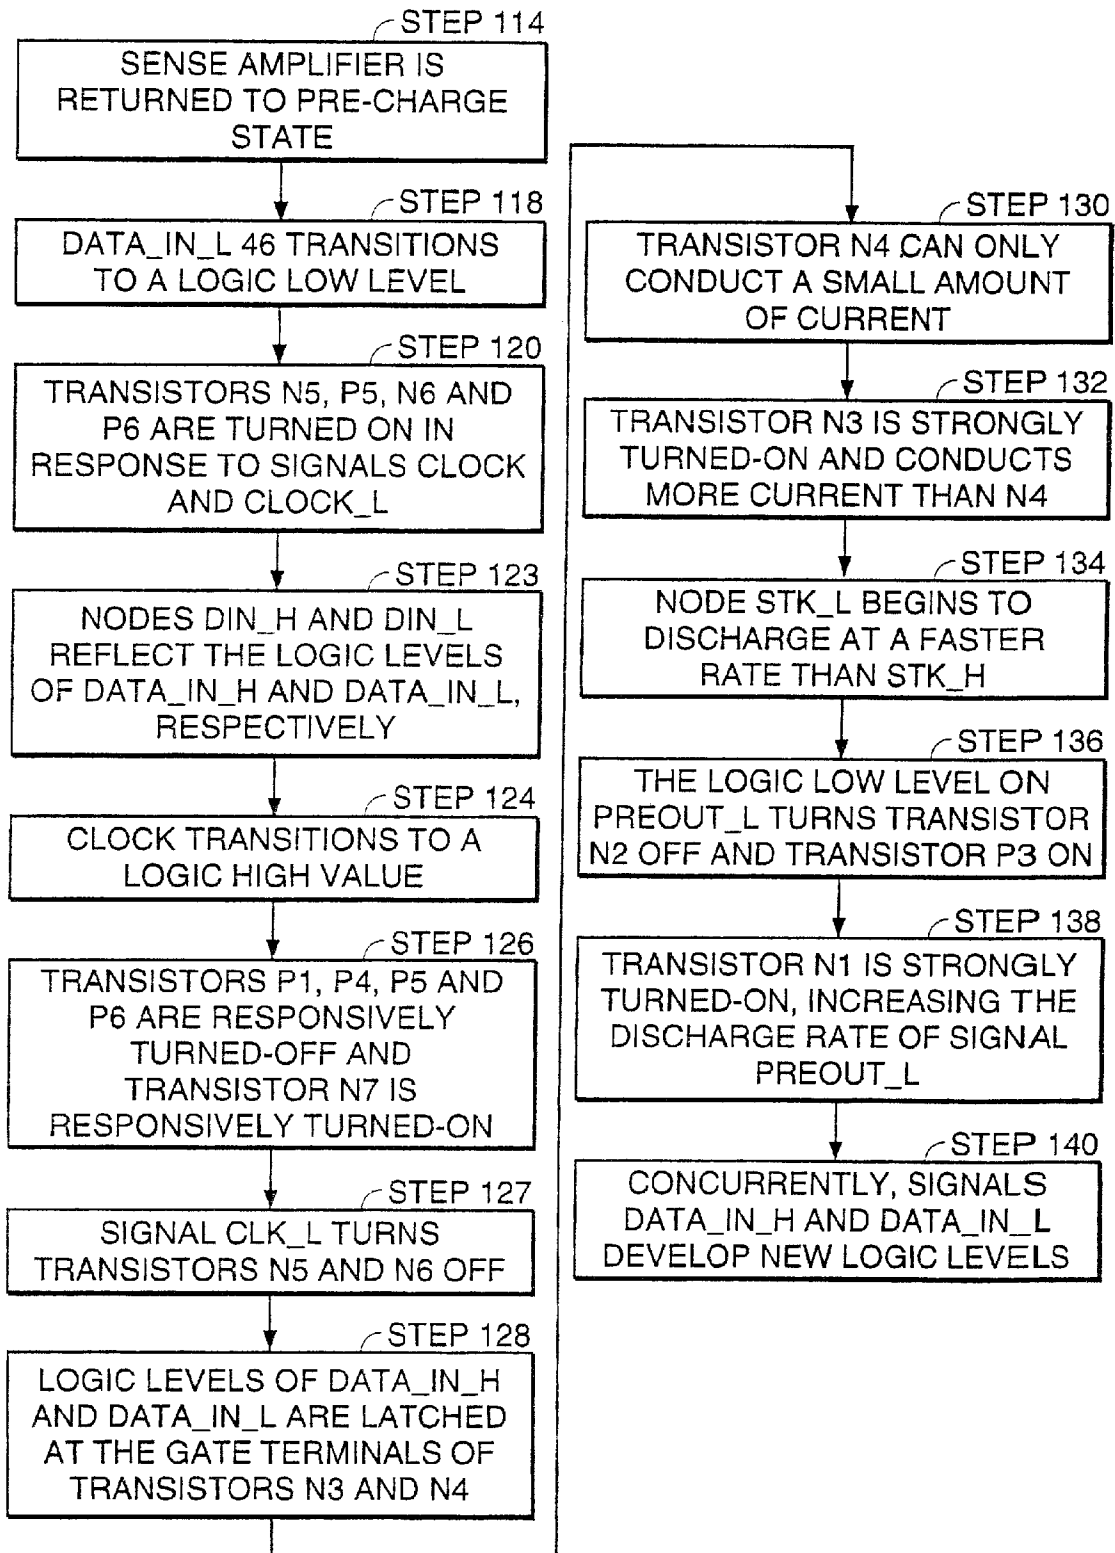 STEP 114
SENSE AMPLIFIER IS
RETURNED TO PRE-CHARGE
STATE
STEP 118
DATA_IN_L 46 TRANSITIONS
TO A LOGIC LOW LEVEL
STEP 120
TRANSISTORS N5, P5, N6 AND
P6 ARE TURNED ON IN
RESPONSE TO SIGNALS CLOCK
AND CLOCK_L
STEP 123
NODES DIN_H AND DIN_L
REFLECT THE LOGIC LEVELS
OF DATA_IN_H AND DATA_IN_L,
RESPECTIVELY
STEP 124
CLOCK TRANSITIONS TO A
LOGIC HIGH VALUE
STEP 126
TRANSISTORS P1, P4, P5 AND
P6 ARE RESPONSIVELY
TURNED-OFF AND
TRANSISTOR N7 IS
RESPONSIVELY TURNED-ON
STEP 127
SIGNAL CLK_L TURNS
TRANSISTORS N5 AND N6 OFF
STEP 128
LOGIC LEVELS OF DATA_IN_H
AND DATA_IN_L ARE LATCHED
AT THE GATE TERMINALS OF
TRANSISTORS N3 AND N4
STEP 130
TRANSISTOR N4 CAN ONLY
CONDUCT A SMALL AMOUNT
OF CURRENT
STEP 132
TRANSISTOR N3 IS STRONGLY
TURNED-ON AND CONDUCTS
MORE CURRENT THAN N4
STEP 134
NODE STK_L BEGINS TO
DISCHARGE AT A FASTER
RATE THAN STK_H
STEP 136
THE LOGIC LOW LEVEL ON
PREOUT_L TURNS TRANSISTOR
N2 OFF AND TRANSISTOR P3 ON
STEP 138
TRANSISTOR N1 IS STRONGLY
TURNED-ON, INCREASING THE
DISCHARGE RATE OF SIGNAL
PREOUT_L
STEP 140
CONCURRENTLY, SIGNALS
DATA_IN_H AND DATA_IN_L
DEVELOP NEW LOGIC LEVELS